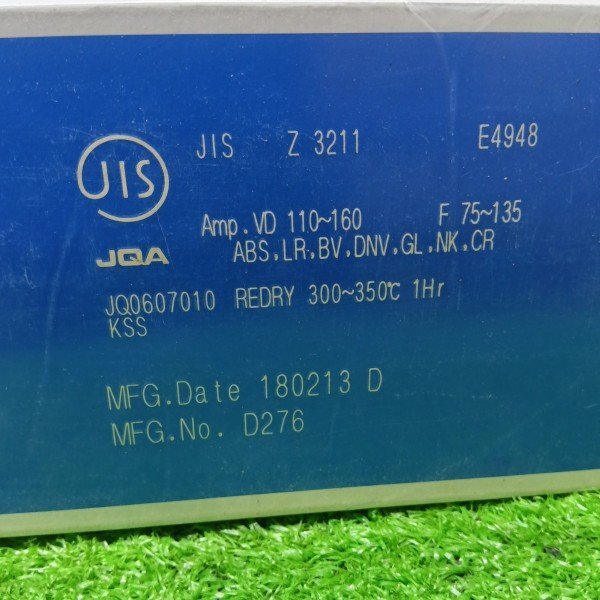 JIS Z 3211 E4948
JIS
Amp. VD 110~160 F 75~135
JQA
ABS,LR,BV,DNV,GL,NK,CR
JQ0607010 REDRY 300~350℃ 1Hr
KSS
MFG.Date 180213 D
MFG.No. D276